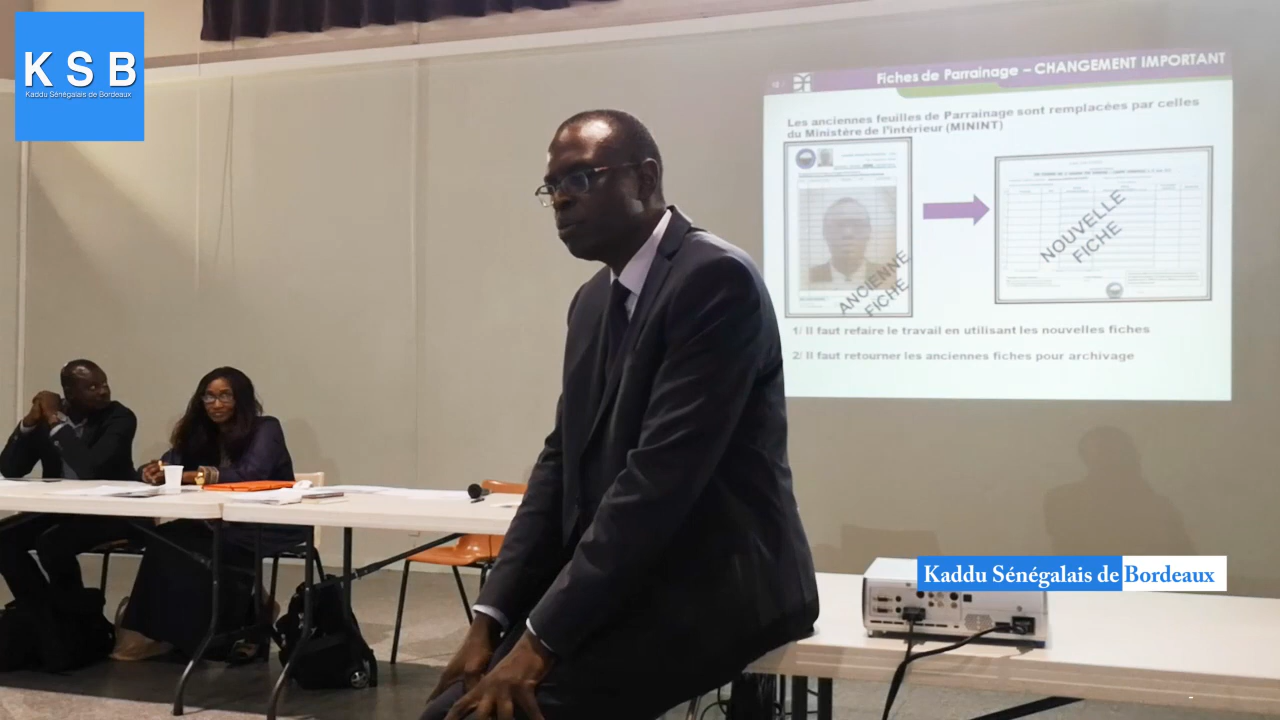 KSB
Kaddu Sénégalais de Bordeaux
Fiches de Parrainage – CHANGEMENT IMPORTANT
Les anciennes feuilles de Parrainage sont remplacées par celles
du Ministère de l'intérieur (MININT)
ANCIENNE
FICHE
NOUVELLE
FICHE
1/ Il faut refaire le travail en utilisant les nouvelles fiches
2/ Il faut retourner les anciennes fiches pour archivage
Kaddu Sénégalais de Bordeaux